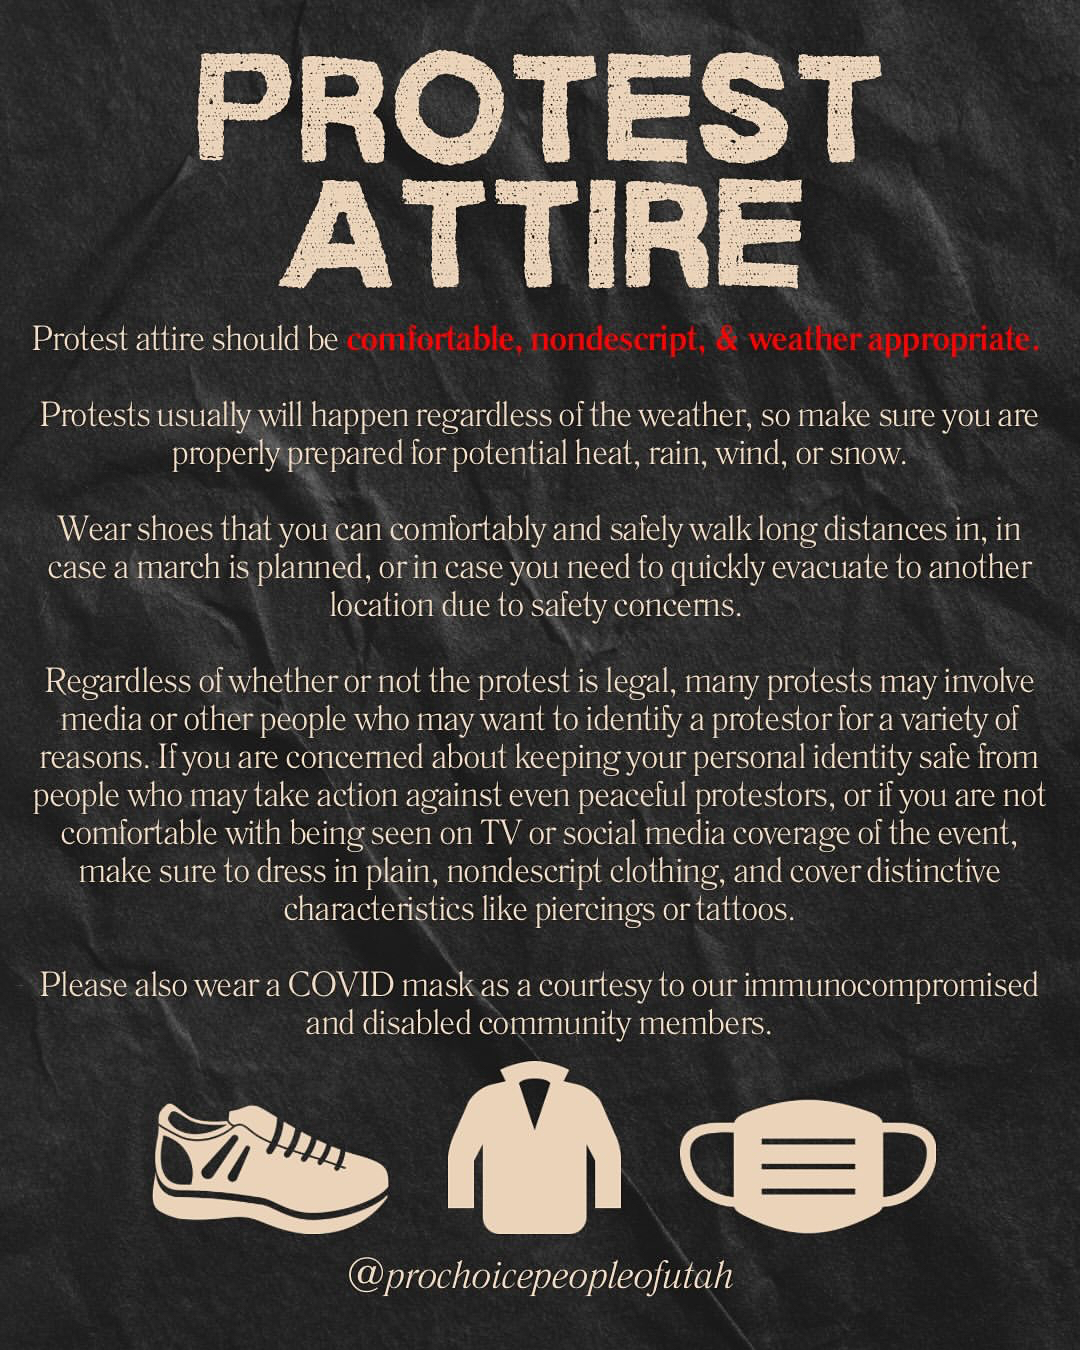 PROTEST
ATTIRE
Protest attire should be comfortable, nondescript, & weather appropriate.
Protests usually will happen regardless of the weather, so make sure you are
properly prepared for potential heat, rain, wind, or snow.
Wear shoes that you can comfortably and safely walk long distances in, in
case a march is planned, or in case you need to quickly evacuate to another
location due to safety concerns.
Regardless of whether or not the protest is legal, many protests may involve
media or other people who may want to identify a protestor for a variety of
reasons. If you are concerned about keeping your personal identity safe from
people who may take action against even peaceful protestors, or if you are not
comfortable with being seen on TV or social media coverage of the event,
make sure to dress in plain, nondescript clothing, and cover distinctive
characteristics like piercings or tattoos.
Please also wear a COVID mask as a courtesy to our immunocompromised
and disabled community members.
@prochoicepeopleofutah